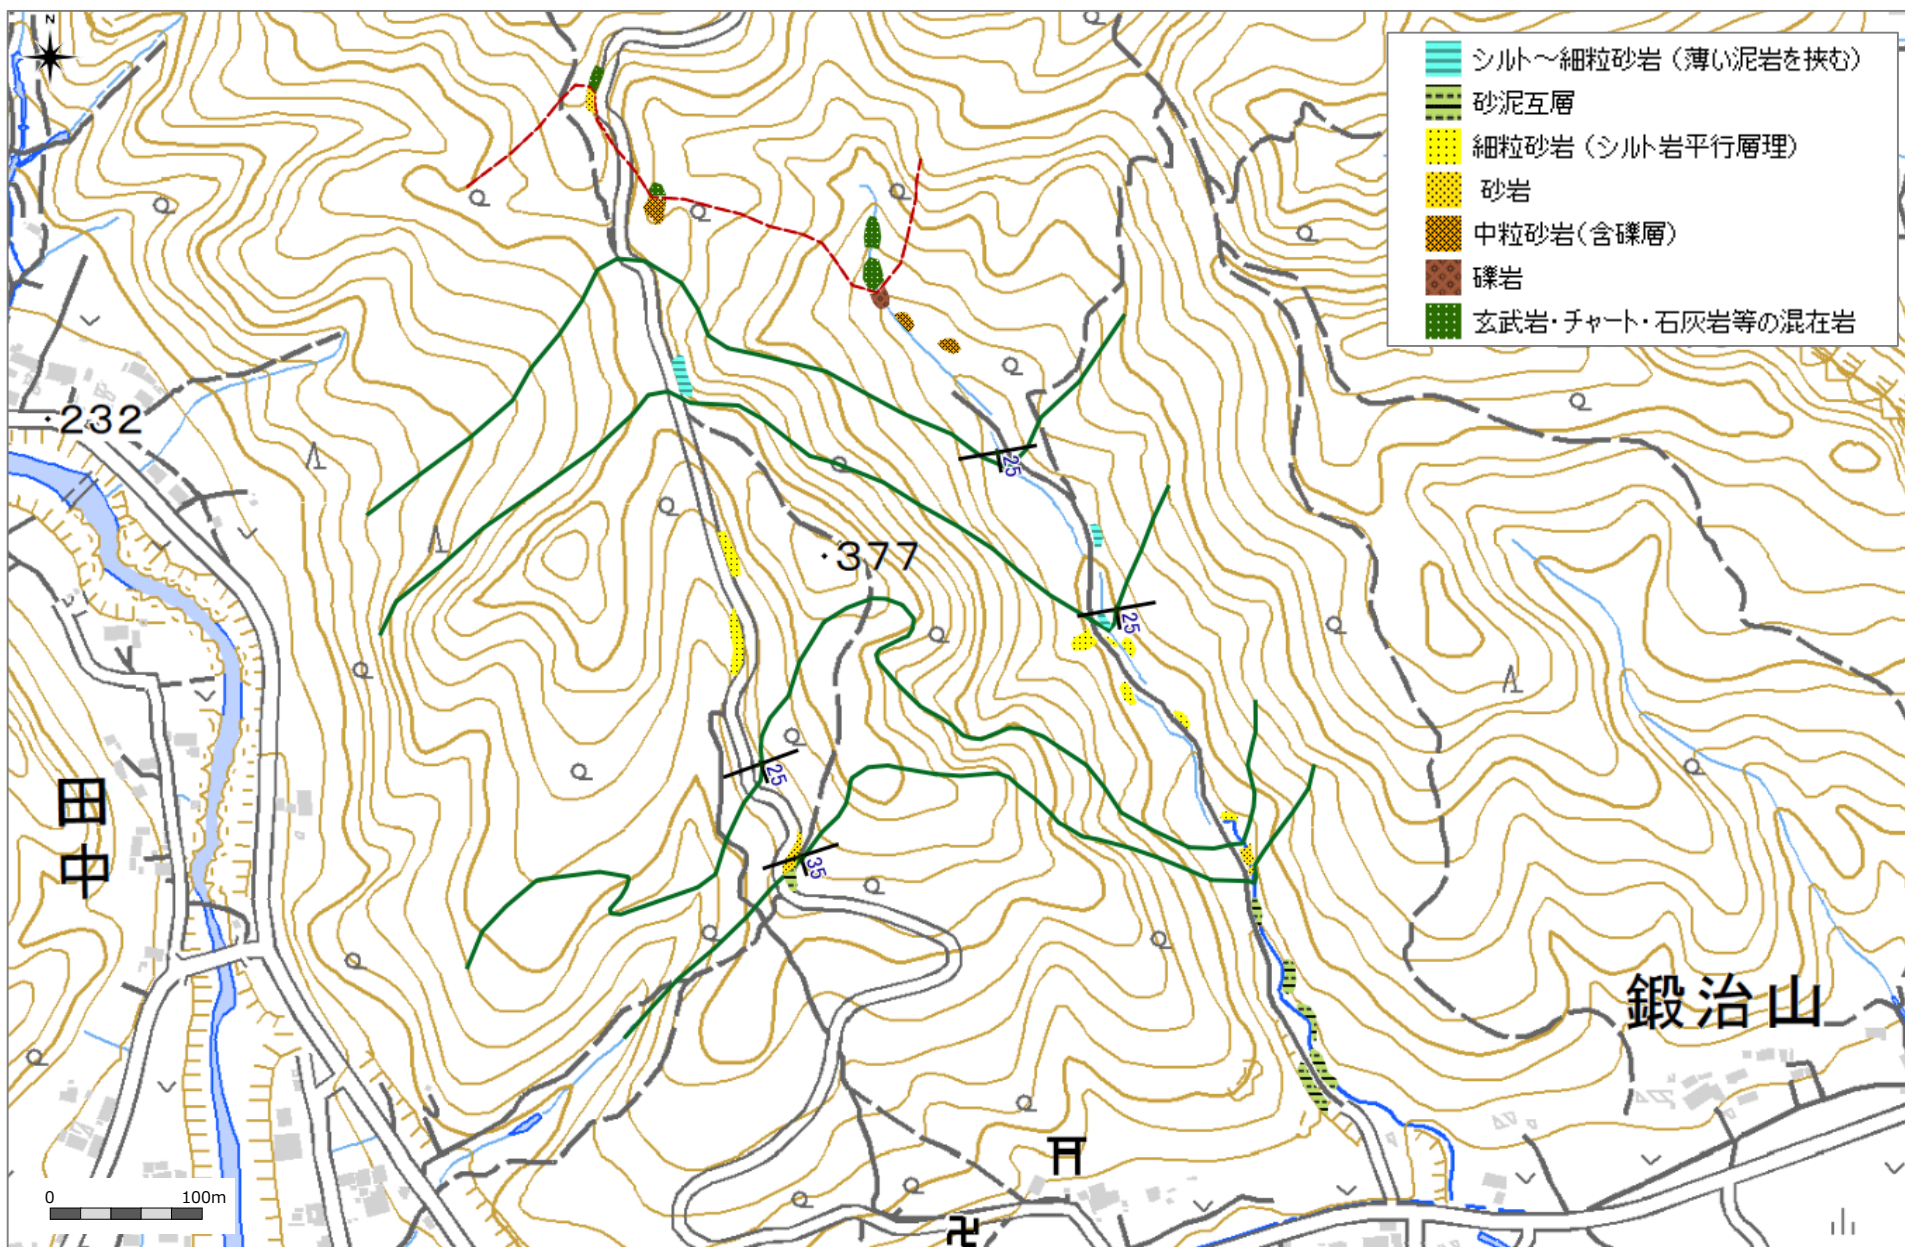 N
シルト～細粒砂岩（薄い泥岩を挟む）
砂泥互層
細粒砂岩（シルト岩平行層理）
砂岩
中粒砂岩（含礫層）
礫岩
玄武岩・チャート・石灰岩等の混在岩
・232
25
・377
25
25
35
田中
鍛冶山
0 100m